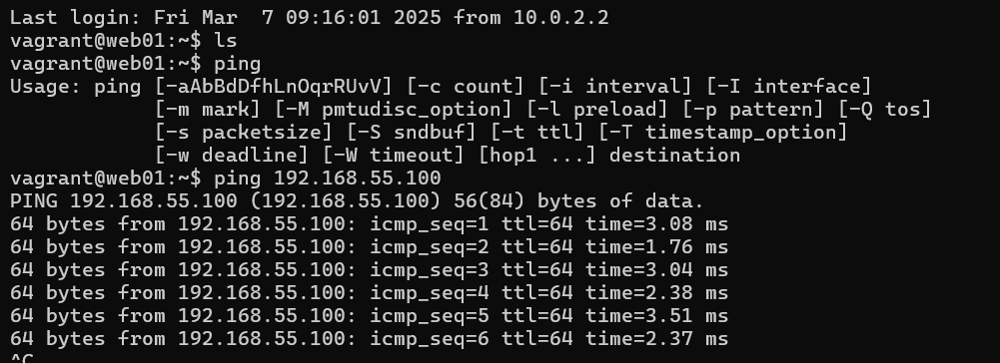 Last login: Fri Mar  7 09:16:01 2025 from 10.0.2.2
vagrant@web01:~$ ls
vagrant@web01:~$ ping
Usage: ping [-aAbBdDfhLnOqrRUvV] [-c count] [-i interval] [-I interface]
            [-m mark] [-M pmtudisc_option] [-l preload] [-p pattern] [-Q tos]
            [-s packetsize] [-S sndbuf] [-t ttl] [-T timestamp_option]
            [-w deadline] [-W timeout] [hop1 ...] destination
vagrant@web01:~$ ping 192.168.55.100
PING 192.168.55.100 (192.168.55.100) 56(84) bytes of data.
64 bytes from 192.168.55.100: icmp_seq=1 ttl=64 time=3.08 ms
64 bytes from 192.168.55.100: icmp_seq=2 ttl=64 time=1.76 ms
64 bytes from 192.168.55.100: icmp_seq=3 ttl=64 time=3.04 ms
64 bytes from 192.168.55.100: icmp_seq=4 ttl=64 time=2.38 ms
64 bytes from 192.168.55.100: icmp_seq=5 ttl=64 time=3.51 ms
64 bytes from 192.168.55.100: icmp_seq=6 ttl=64 time=2.37 ms
^C